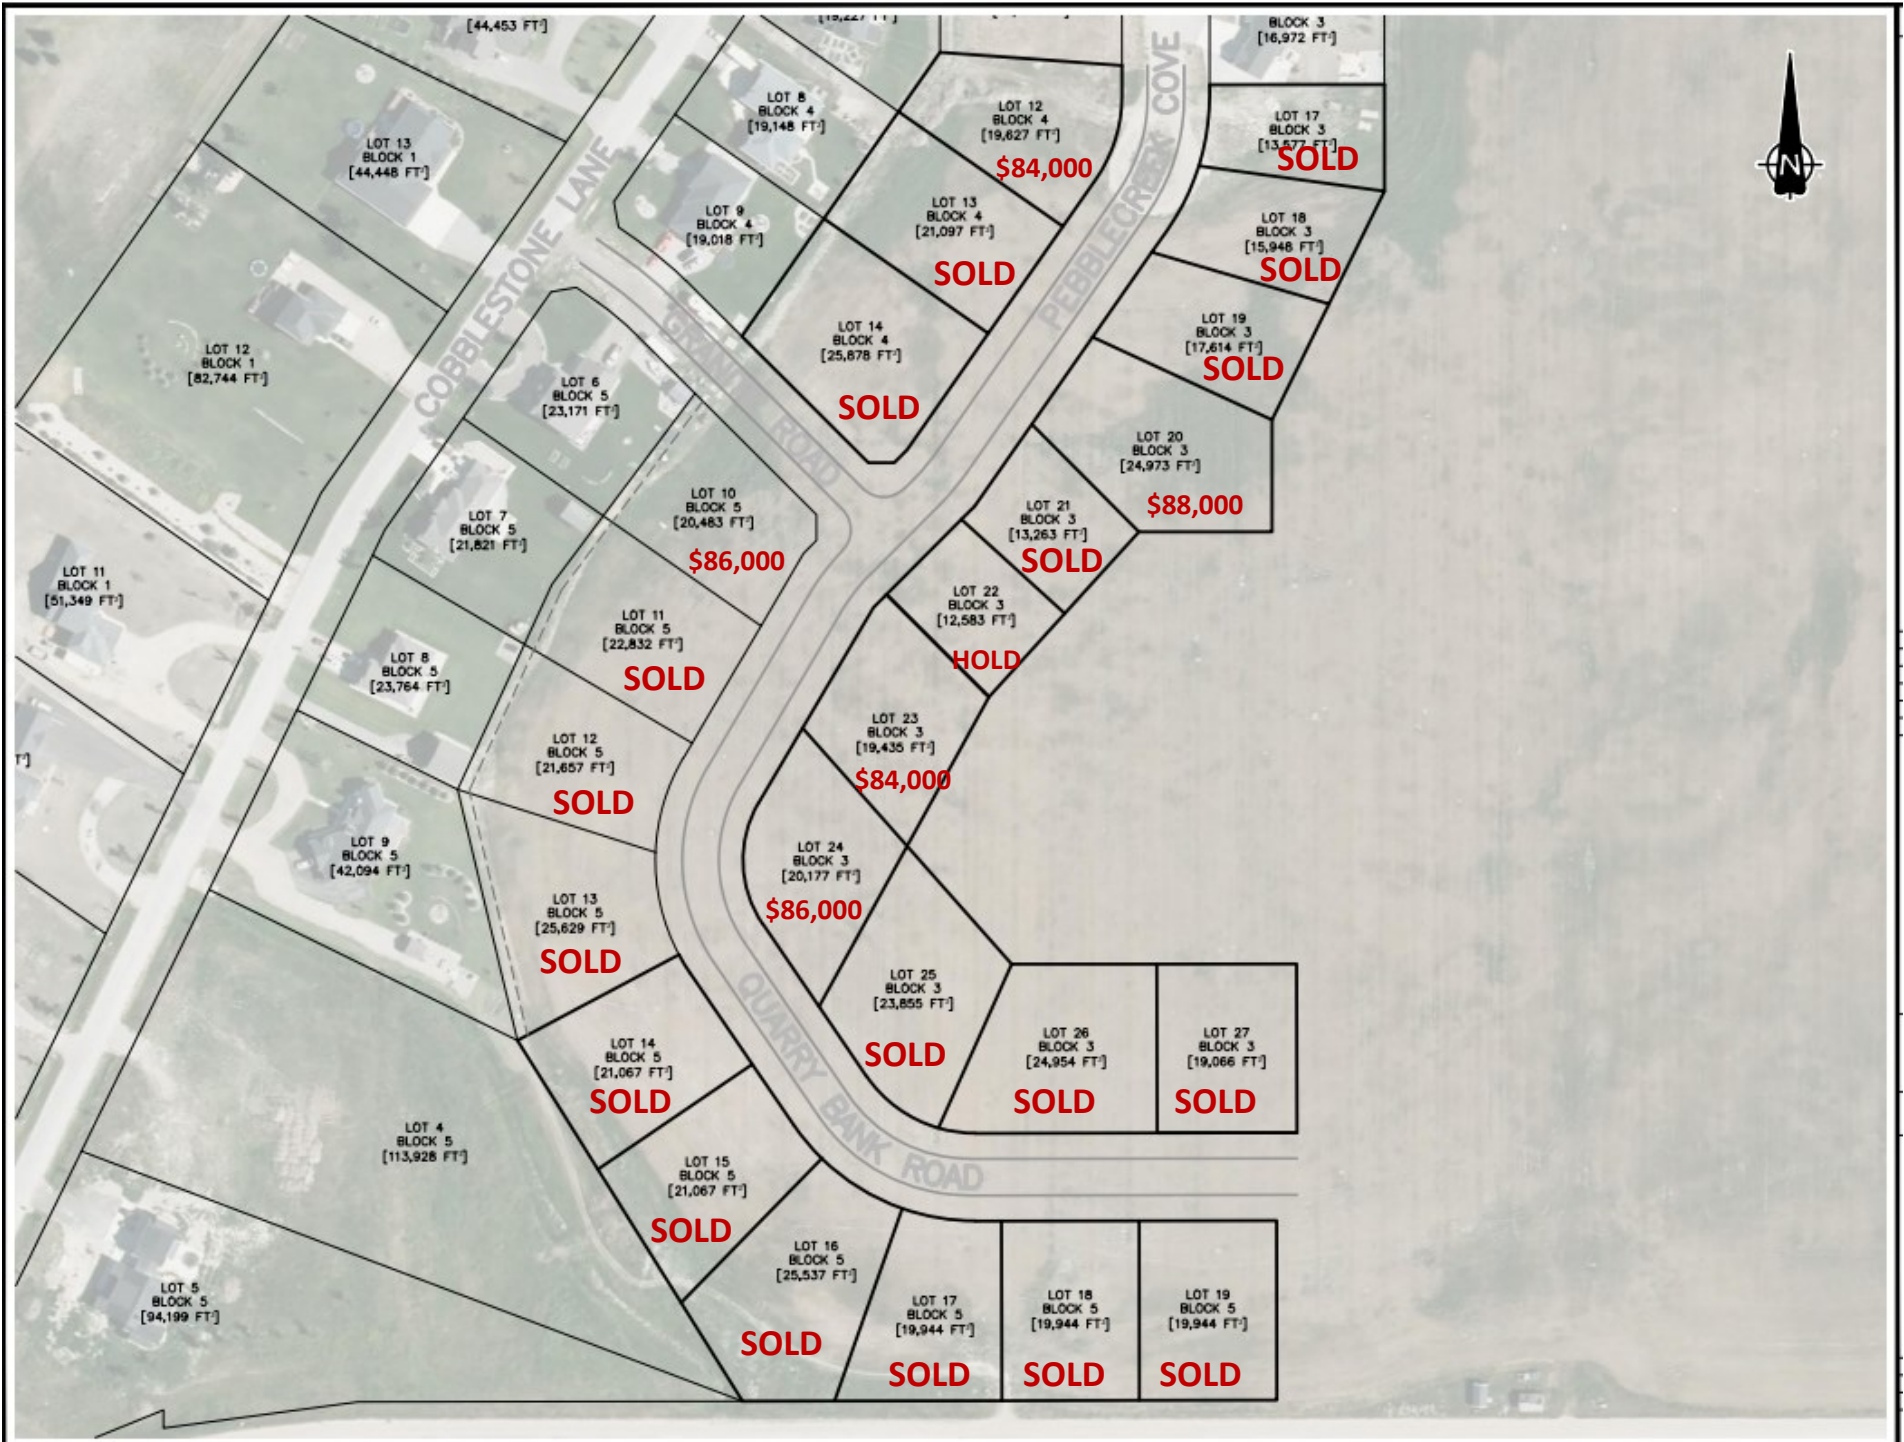 [44,453 FT²]
BLOCK 3
[16,972 FT²]
LOT 8
BLOCK 4
[19,148 FT²]
LOT 12
BLOCK 4
[19,627 FT²]
$84,000
LOT 17
BLOCK 3
[13,577 FT²]
SOLD
LOT 13
BLOCK 1
[44,448 FT²]
N
LOT 9
BLOCK 4
[19,018 FT²]
LOT 13
BLOCK 4
[21,097 FT²]
SOLD
LOT 18
BLOCK 3
[15,948 FT²]
SOLD
COBBLESTONE LANE
PEBBLECREEK COVE
GRANT ROAD
LOT 14
BLOCK 4
[25,878 FT²]
SOLD
LOT 19
BLOCK 3
[17,614 FT²]
SOLD
LOT 12
BLOCK 1
[82,744 FT²]
LOT 6
BLOCK 5
[23,171 FT²]
LOT 20
BLOCK 3
[24,973 FT²]
$88,000
LOT 7
BLOCK 5
[21,821 FT²]
LOT 10
BLOCK 5
[20,483 FT²]
$86,000
LOT 21
BLOCK 3
[13,263 FT²]
SOLD
LOT 11
BLOCK 1
[51,349 FT²]
LOT 11
BLOCK 5
[22,832 FT²]
SOLD
LOT 22
BLOCK 3
[12,583 FT²]
HOLD
LOT 8
BLOCK 5
[23,764 FT²]
LOT 12
BLOCK 5
[21,657 FT²]
SOLD
LOT 23
BLOCK 3
[19,435 FT²]
$84,000
LOT 9
BLOCK 5
[42,094 FT²]
LOT 24
BLOCK 3
[20,177 FT²]
$86,000
LOT 13
BLOCK 5
[25,629 FT²]
SOLD
LOT 25
BLOCK 3
[23,855 FT²]
SOLD
LOT 26
BLOCK 3
[24,954 FT²]
SOLD
LOT 27
BLOCK 3
[19,066 FT²]
SOLD
QUARRY BANK ROAD
LOT 14
BLOCK 5
[21,067 FT²]
SOLD
LOT 4
BLOCK 5
[113,928 FT²]
LOT 15
BLOCK 5
[21,067 FT²]
SOLD
LOT 16
BLOCK 5
[25,537 FT²]
SOLD
LOT 5
BLOCK 5
[94,199 FT²]
LOT 17
BLOCK 5
[19,944 FT²]
SOLD
LOT 18
BLOCK 5
[19,944 FT²]
SOLD
LOT 19
BLOCK 5
[19,944 FT²]
SOLD